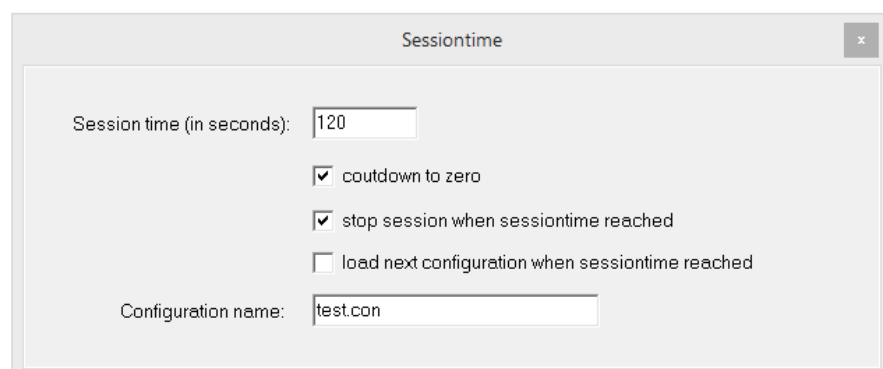 Sessiontime
x
Session time (in seconds): 120
coutdown to zero
stop session when sessiontime reached
load next configuration when sessiontime reached
Configuration name: test.con